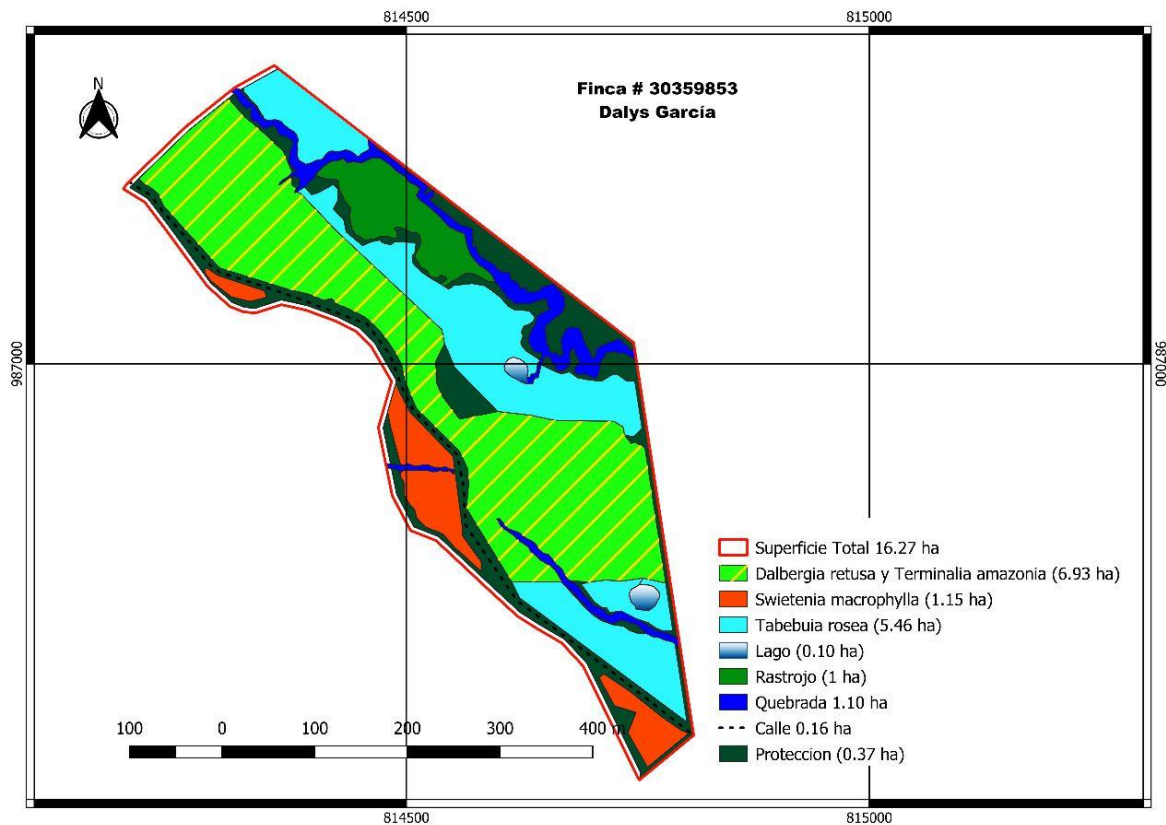 814500
815000
Finca # 30359853
Dalys García
N
987000
987000
Superficie Total 16.27 ha
Dalbergia retusa y Terminalia amazonia (6.93 ha)
Swietenia macrophylla (1.15 ha)
Tabebuia rosea (5.46 ha)
Lago (0.10 ha)
Rastrojo (1 ha)
Quebrada 1.10 ha
Calle 0.16 ha
Proteccion (0.37 ha)
100 0 100 200 300 400 m
814500
815000